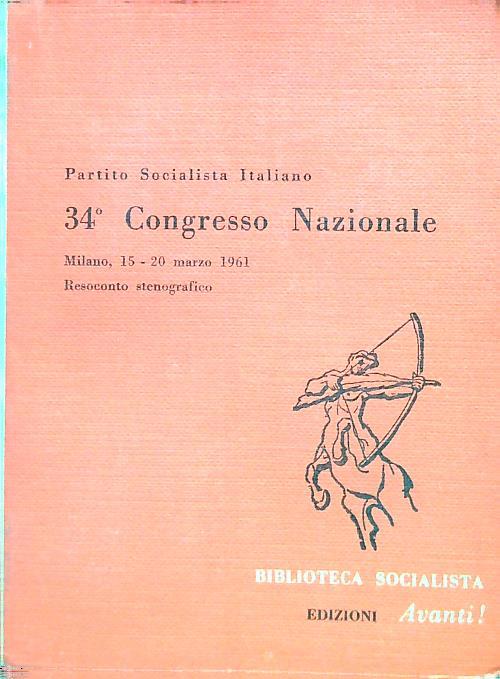 Partito Socialista Italiano
34° Congresso Nazionale
Milano, 15 - 20 marzo 1961
Resoconto stenografico
BIBLIOTECA SOCIALISTA
EDIZIONI Avanti!